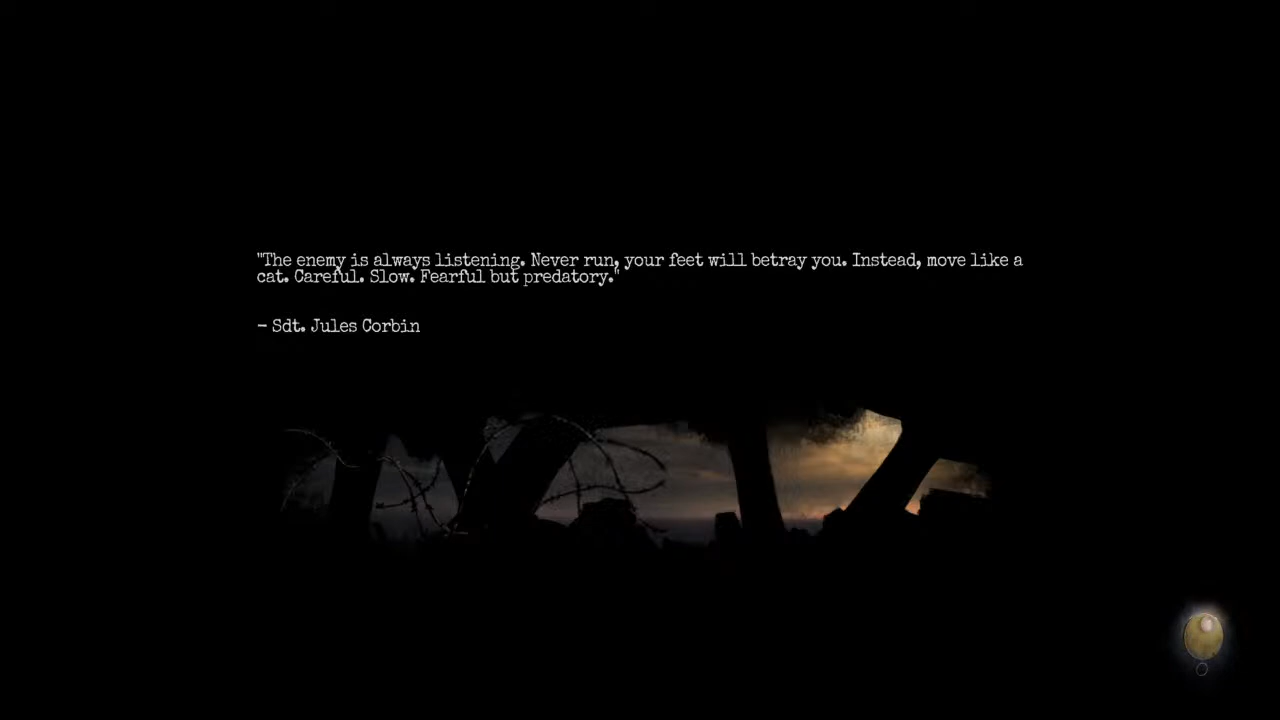 "The enemy is always listening. Never run, your feet will betray you. Instead, move like a
cat. Careful. Slow. Fearful but predatory."
- Sdt. Jules Corbin